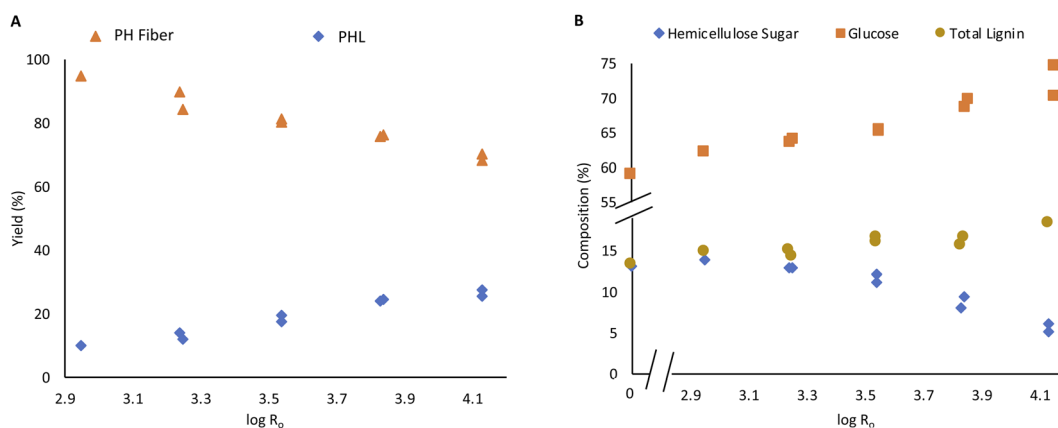 A
PH Fiber PHL
100
80
60
40
20
0
Yield (%)
2.9 3.1 3.3 3.5 3.7 3.9 4.1
log Ro
B
Hemicellulose Sugar Glucose Total Lignin
75
70
65
60
55
15
10
5
0
Composition (%)
0 2.9 3.1 3.3 3.5 3.7 3.9 4.1
log Ro